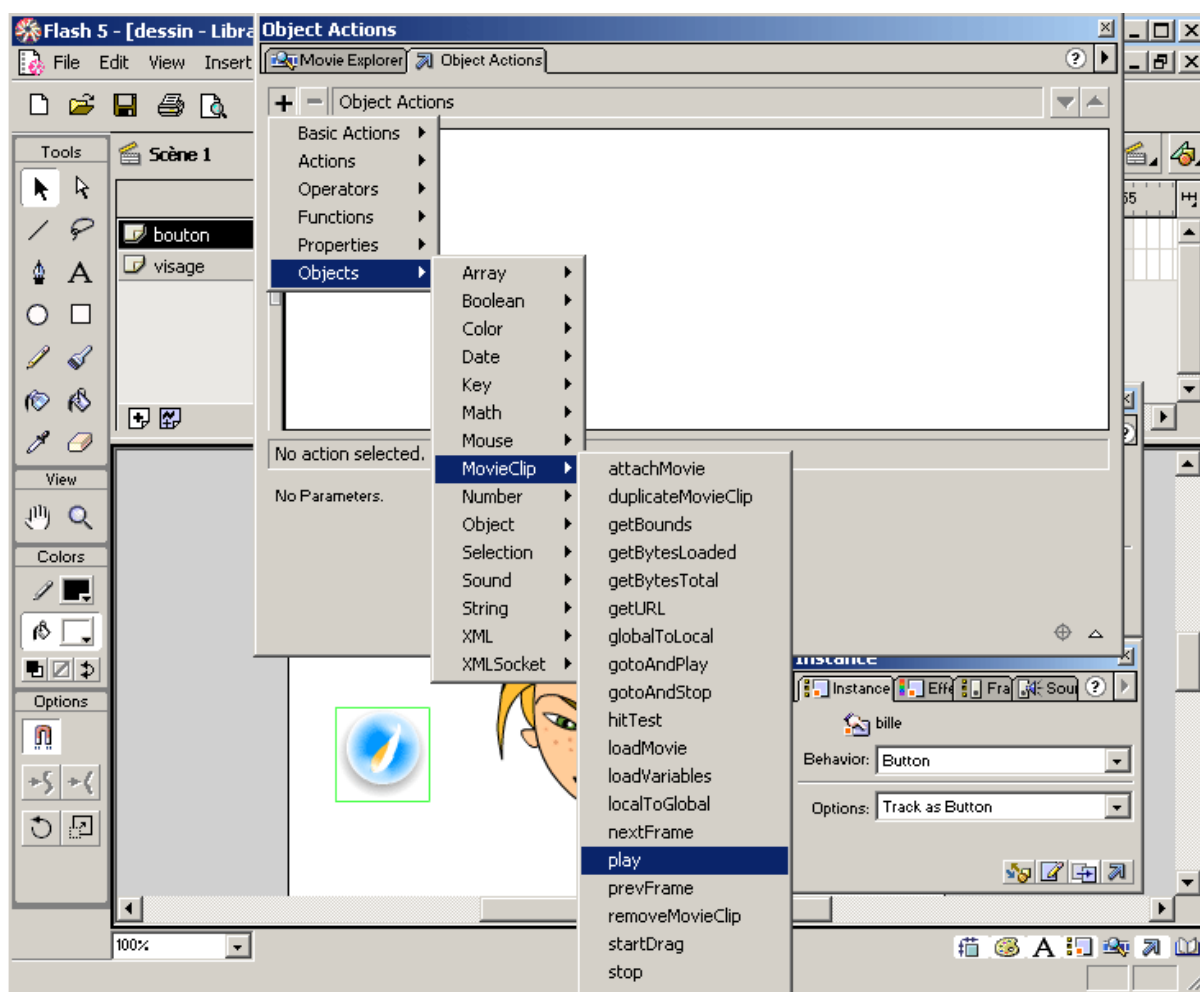 Flash 5 - [dessin - Libra
Object Actions
File Edit View Insert
Movie Explorer Object Actions
Object Actions
Tools
Scène 1
bouton
visage
55
Basic Actions
Actions
Operators
Functions
Properties
Objects
Array
Boolean
Color
Date
Key
Math
Mouse
MovieClip
Number
Object
Selection
Sound
String
XML
XMLSocket
No action selected.
No Parameters.
attachMovie
duplicateMovieClip
getBounds
getBytesLoaded
getBytesTotal
getURL
globalToLocal
gotoAndPlay
gotoAndStop
hitTest
loadMovie
loadVariables
localToGlobal
nextFrame
play
prevFrame
removeMovieClip
startDrag
stop
View
Colors
Options
Instance
Instance Effe Fra Soun
bille
Behavior: Button
Options: Track as Button
100%